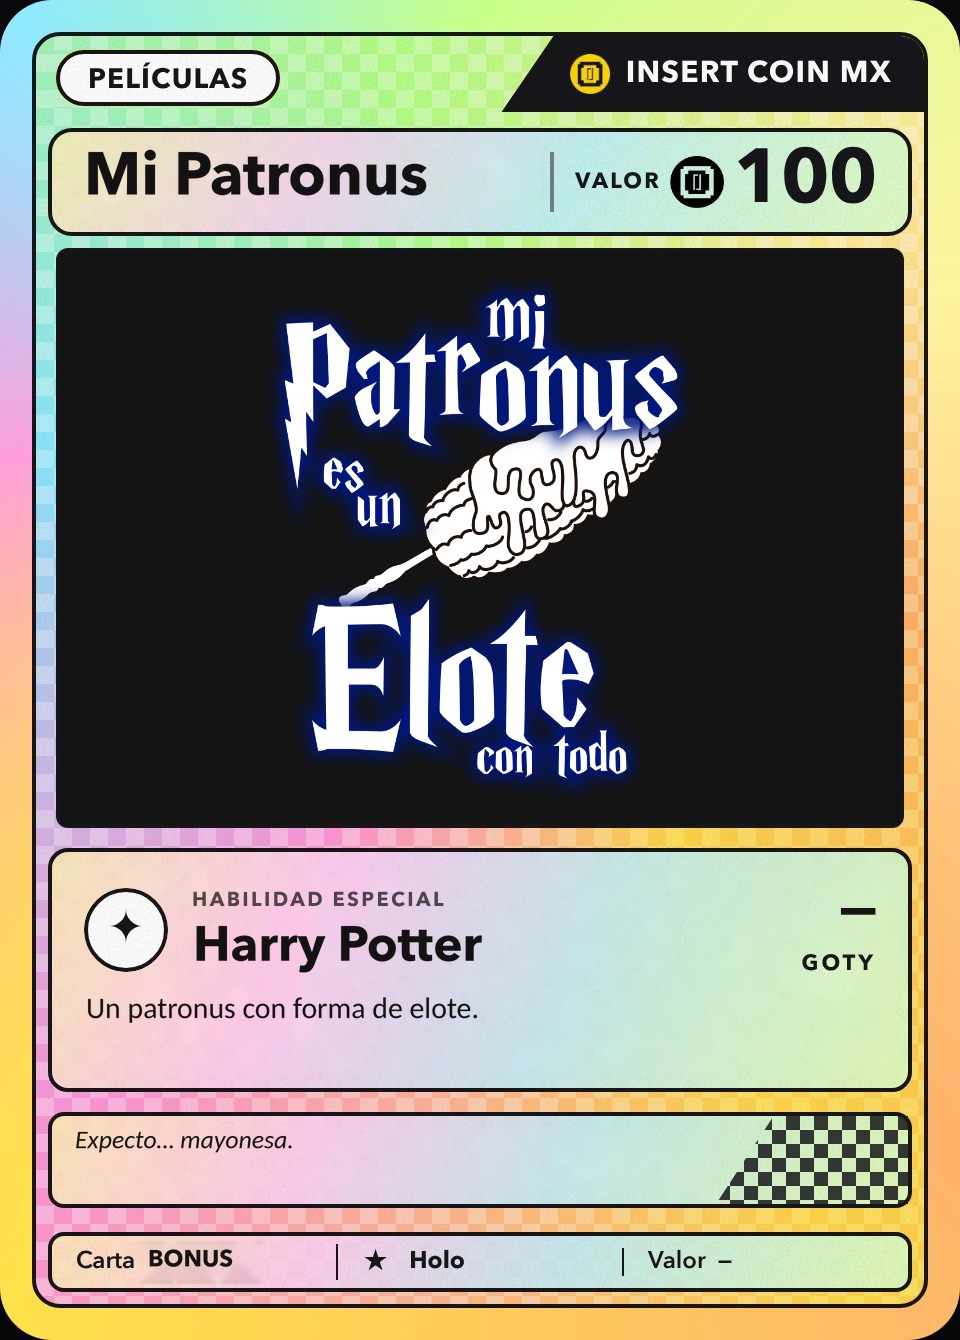 PELÍCULAS
INSERT COIN MX
Mi Patronus
VALOR 100
mi
Patronus
es
un
Elote
con todo
HABILIDAD ESPECIAL
Harry Potter
–
GOTY
Un patronus con forma de elote.
Expecto... mayonesa.
Carta BONUS
★ Holo
Valor –